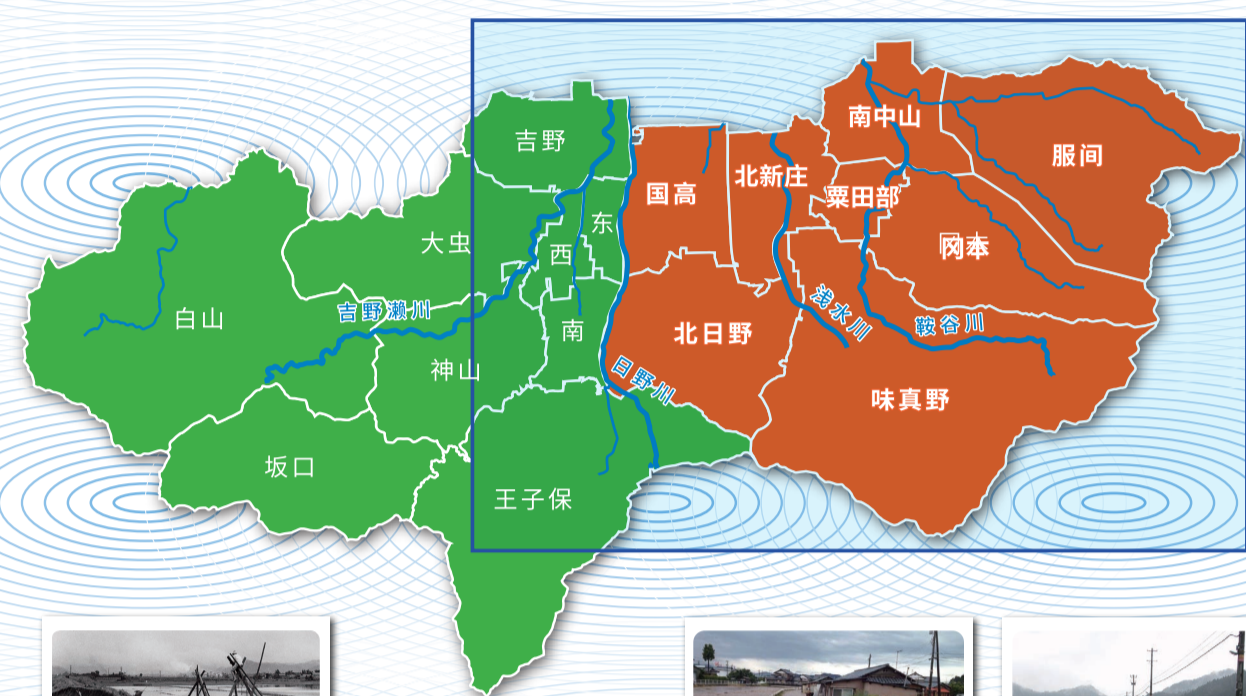 南中山
吉野
服间
北新庄
国高
粟田部
东
大虫
冈本
西
吉野瀬川
白山
浅水川
鞍谷川
南
北日野
神山
日野川
味真野
坂口
王子保